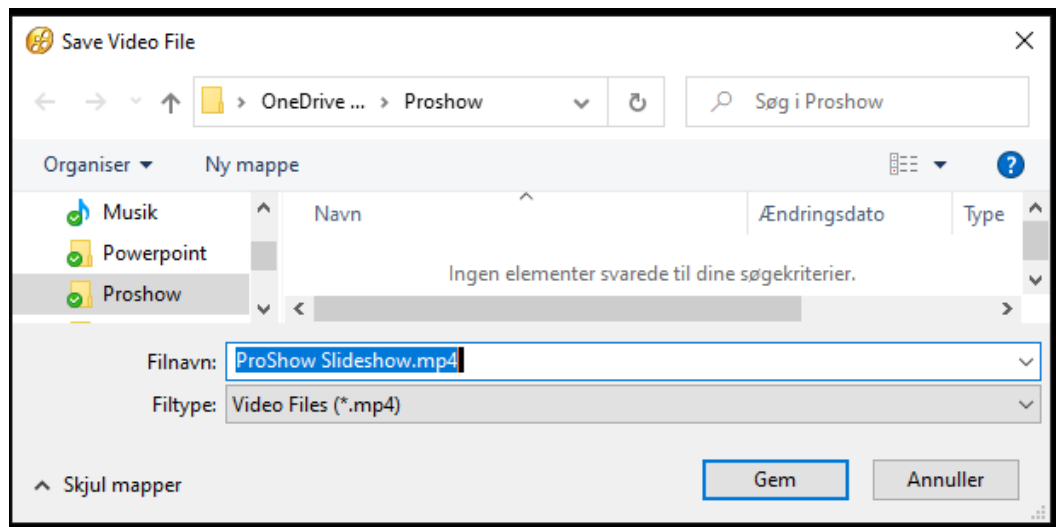 Save Video File
OneDrive ... > Proshow
Søg i Proshow
Organiser
Ny mappe
Musik
Powerpoint
Proshow
Navn
Ændringsdato
Type
Ingen elementer svarede til dine søgekriterier.
Filnavn: ProShow Slideshow.mp4
Filtype: Video Files (*.mp4)
Skjul mapper
Gem
Annuller